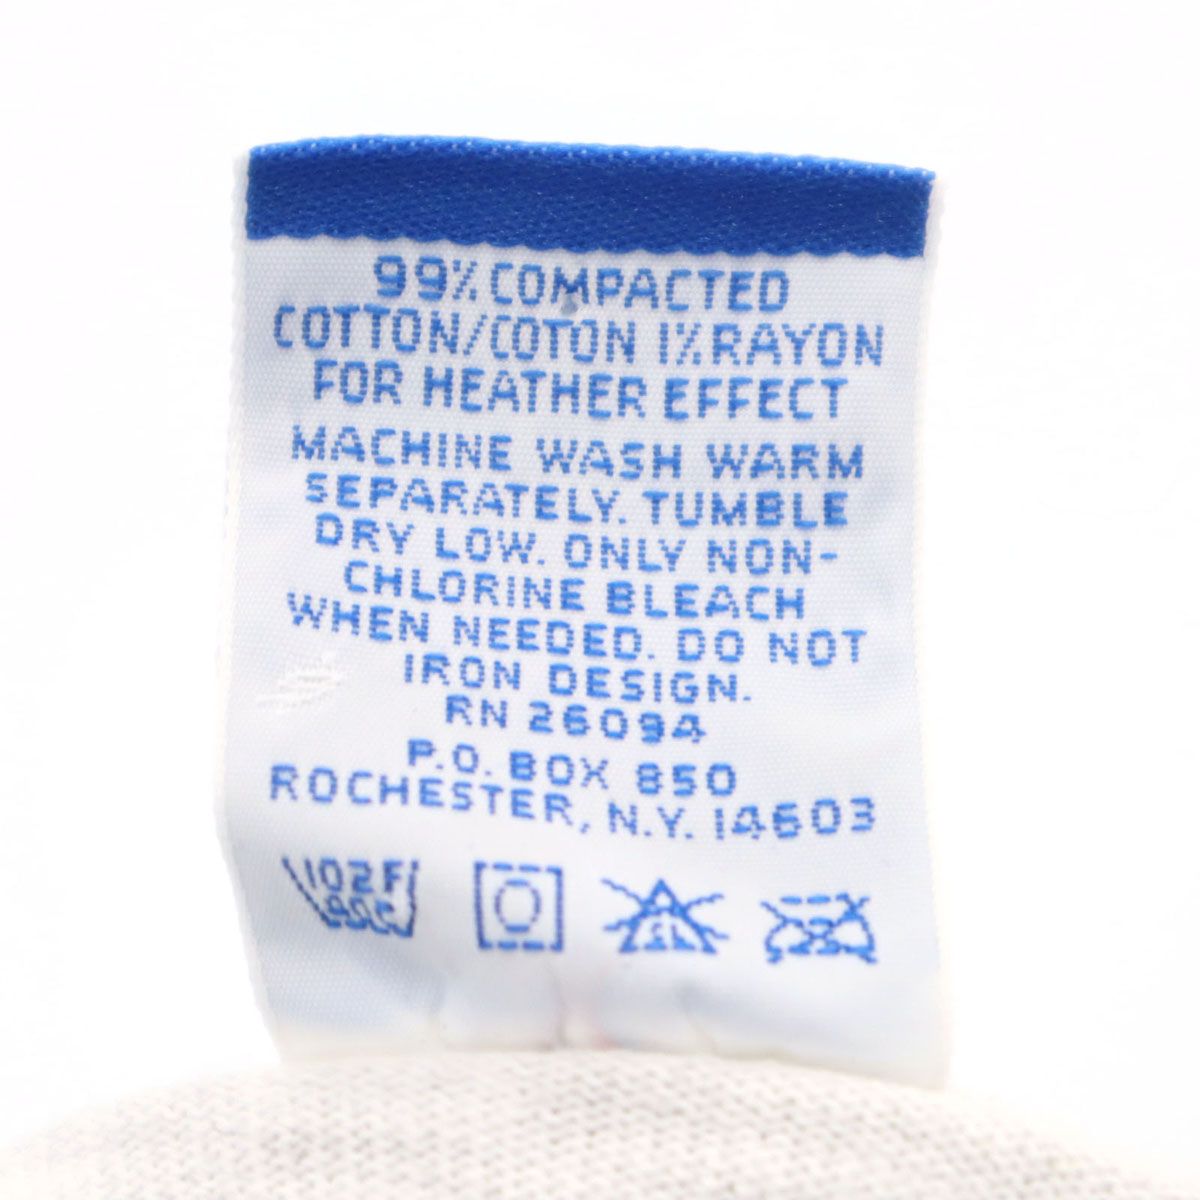 99% COMPACTED
COTTON/COTON 1% RAYON
FOR HEATHER EFFECT
MACHINE WASH WARM
SEPARATELY. TUMBLE
DRY LOW. ONLY NON-
CHLORINE BLEACH
WHEN NEEDED. DO NOT
IRON DESIGN.
RN 26094
P.O. BOX 850
ROCHESTER, N.Y. 14603
102F